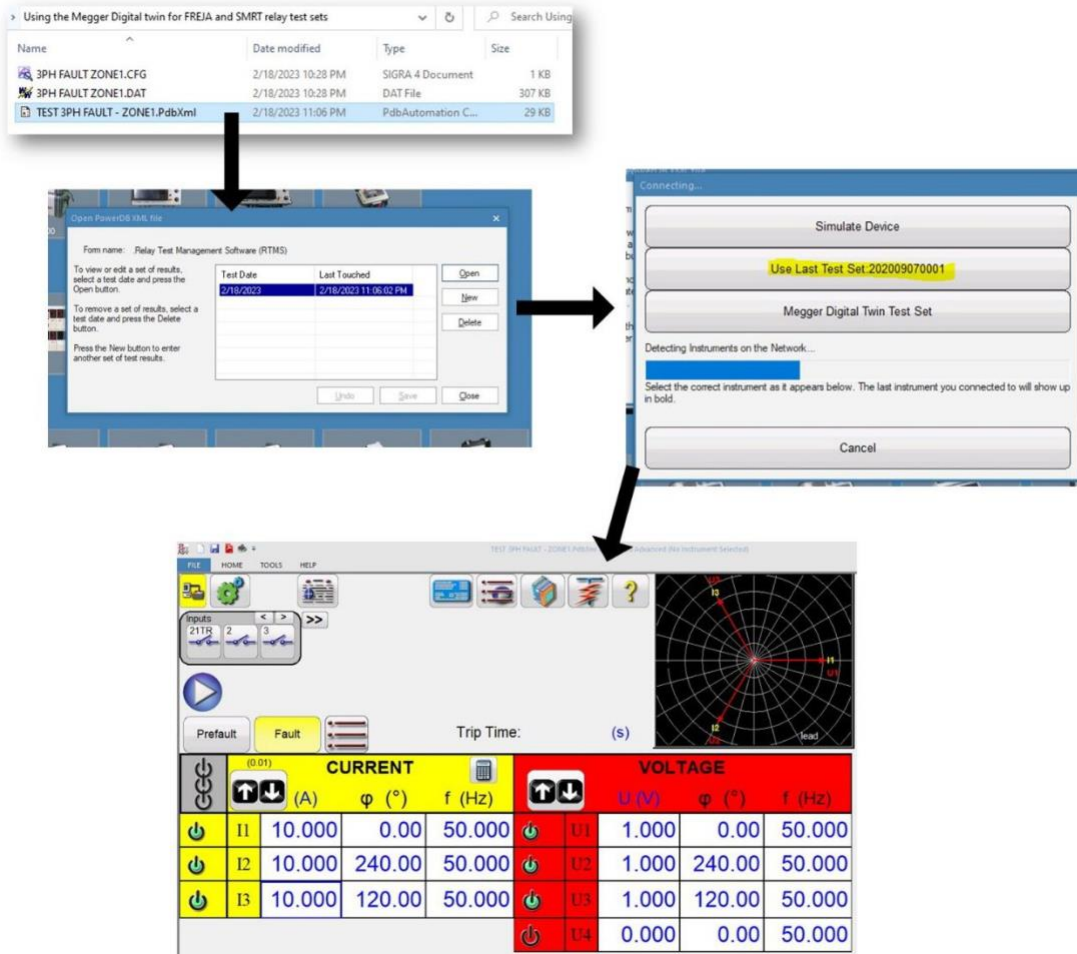 > Using the Megger Digital twin for FREJA and SMRT relay test sets
Search Using
Name Date modified Type Size
3PH FAULT ZONE1.CFG 2/18/2023 10:28 PM SIGRA 4 Document 1 KB
3PH FAULT ZONE1.DAT 2/18/2023 10:28 PM DAT File 307 KB
TEST 3PH FAULT - ZONE1.PdbXml 2/18/2023 11:06 PM PdbAutomation C... 29 KB
Open PowerDB XML file
Form name: .Relay Test Management Software (RTMS)
To view or edit a set of results,
select a test date and press the
Open button.
To remove a set of results, select a
test date and press the Delete
button.
Press the New button to enter
another set of test results.
Test Date Last Touched
2/18/2023 2/18/2023 11:06:02 PM
Open
New
Delete
Undo Save Close
Connecting...
Simulate Device
Use Last Test Set:202009070001
Megger Digital Twin Test Set
Detecting Instruments on the Network...
Select the correct instrument as it appears below. The last instrument you connected to will show up
in bold.
Cancel
FILE HOME TOOLS HELP
Inputs < > >>
21TR 2 3
?
U3
I3
I1
U1
I2
U2
lead
Prefault Fault Trip Time: (s)
(0.01) CURRENT VOLTAGE
(A) φ (°) f (Hz) U (V) φ (°) f (Hz)
I1 10.000 0.00 50.000 U1 1.000 0.00 50.000
I2 10.000 240.00 50.000 U2 1.000 240.00 50.000
I3 10.000 120.00 50.000 U3 1.000 120.00 50.000
U4 0.000 0.00 50.000